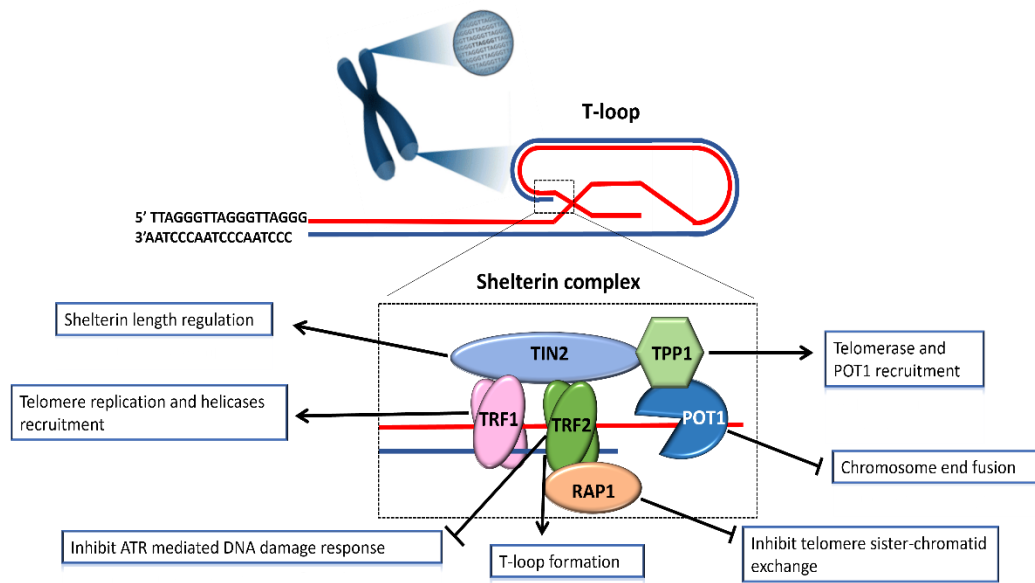 GGGTTAGGGTTAGGG
T-loop
5’ TTAGGGTTAGGGTTAGGG
3’AATCCCAATCCCAATCCC
Shelterin complex
Shelterin length regulation
TIN2
TPP1
Telomerase and
POT1 recruitment
Telomere replication and helicases
recruitment
TRF1
TRF2
POT1
Chromosome end fusion
RAP1
Inhibit ATR mediated DNA damage response
T-loop formation
Inhibit telomere sister-chromatid
exchange